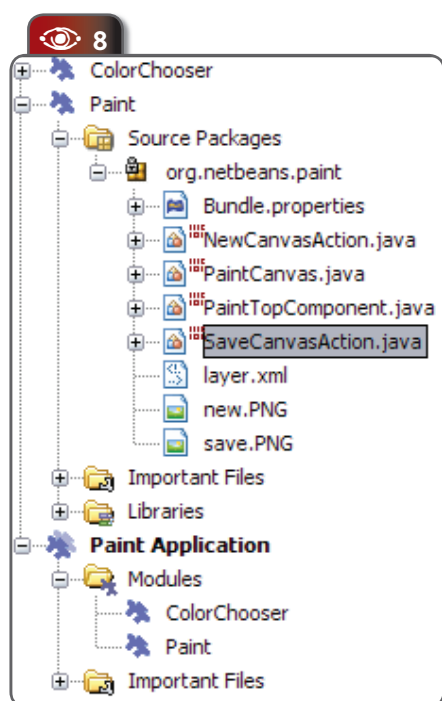 8
ColorChooser
Paint
Source Packages
org.netbeans.paint
Bundle.properties
NewCanvasAction.java
PaintCanvas.java
PaintTopComponent.java
SaveCanvasAction.java
layer.xml
new.PNG
save.PNG
Important Files
Libraries
Paint Application
Modules
ColorChooser
Paint
Important Files